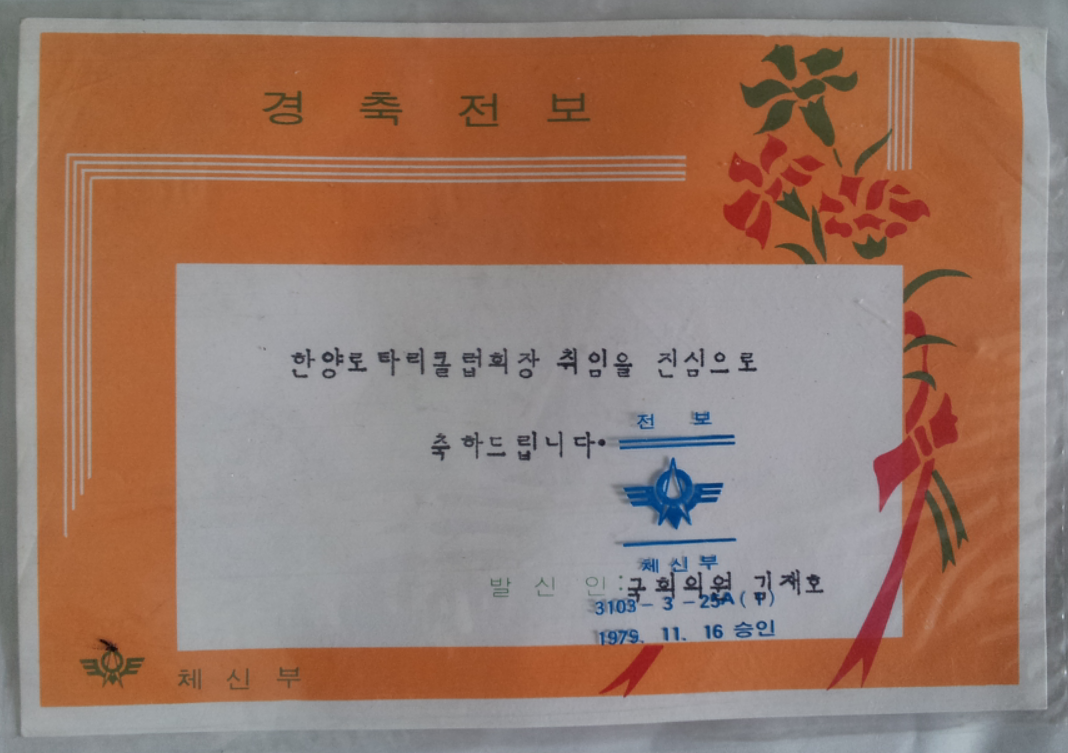 경축전보
한양로타리클럽회장 취임을 진심으로
축하드립니다.
전보
체신부
발신인:국회의원 김재호
3103-3-25A(갑)
1979. 11. 16 승인
체신부